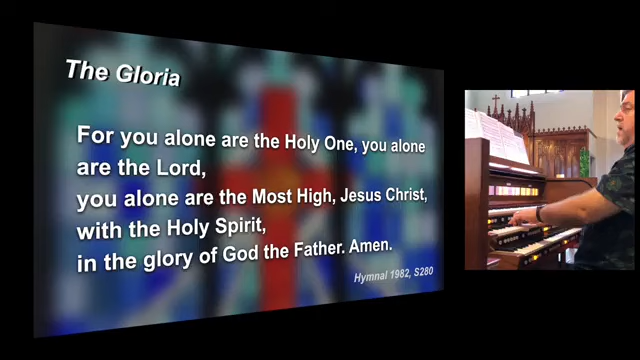 The Gloria
For you alone are the Holy One, you alone
are the Lord,
you alone are the Most High, Jesus Christ,
with the Holy Spirit,
in the glory of God the Father. Amen.
Hymnal 1982, S280